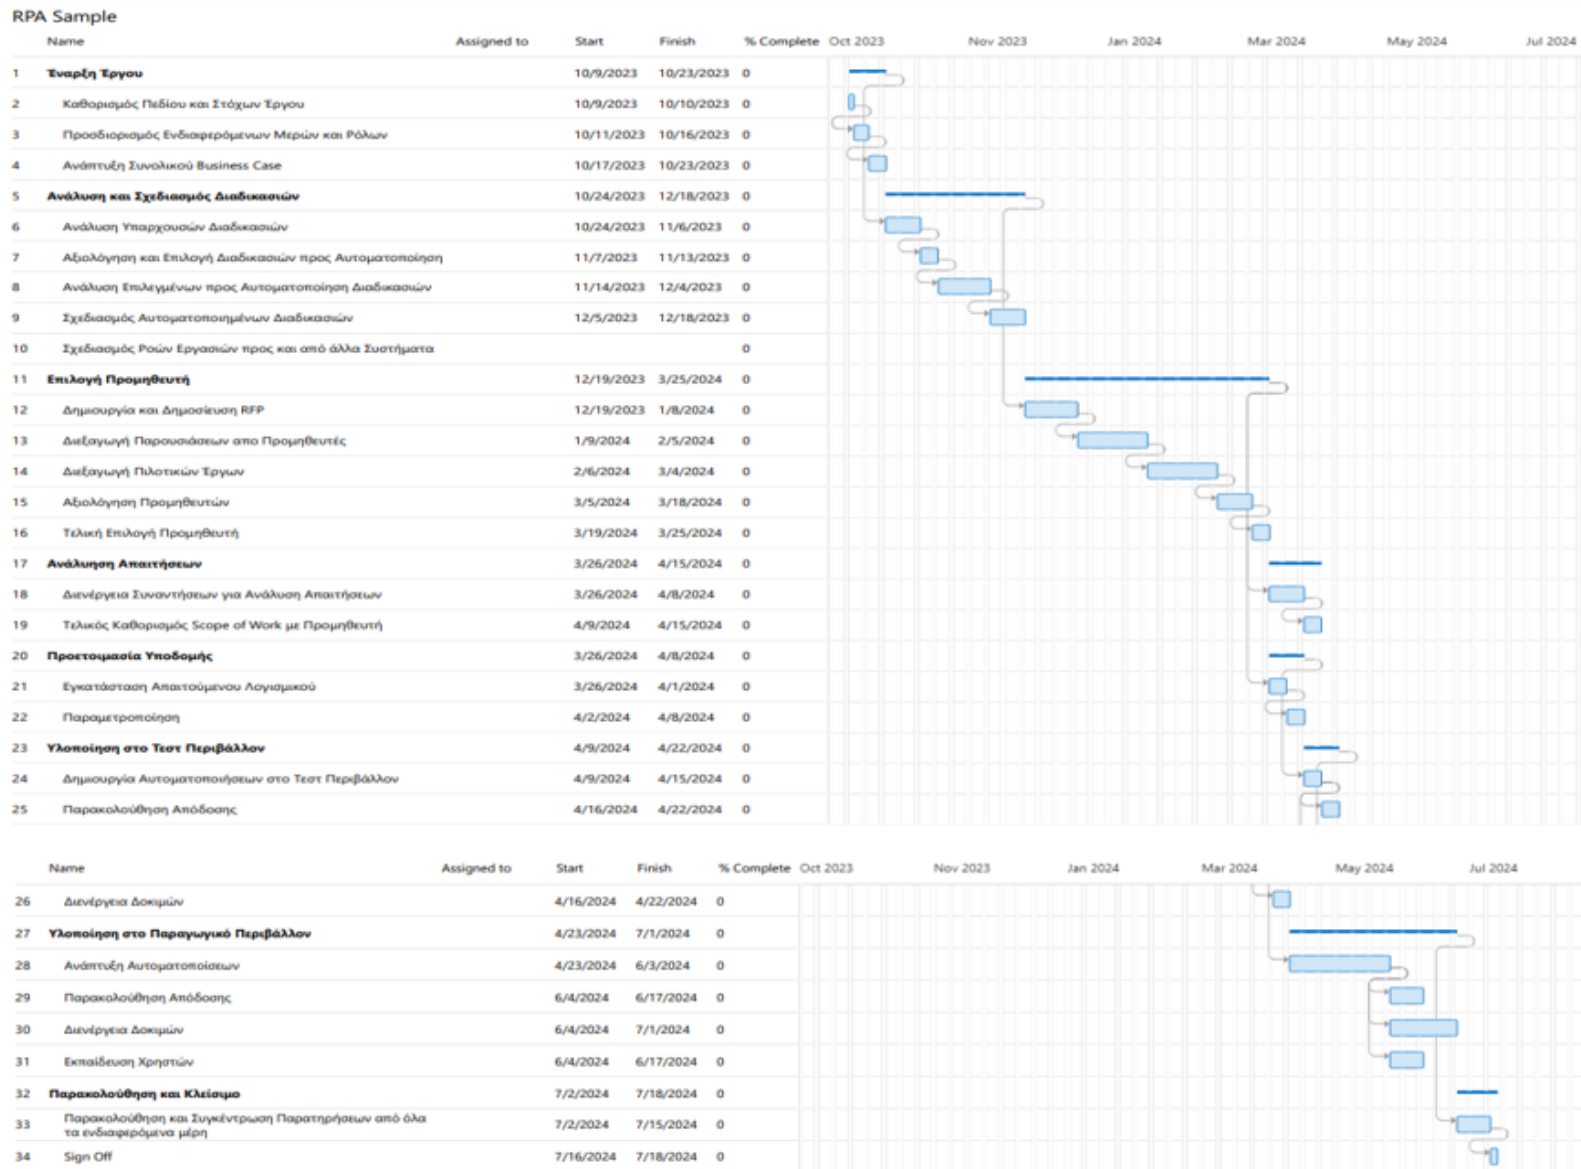 RPA Sample
Name Assigned to Start Finish % Complete Oct 2023 Nov 2023 Jan 2024 Mar 2024 May 2024 Jul 2024
1 Έναρξη Έργου 10/9/2023 10/23/2023 0
2 Καθορισμός Πεδίου και Στόχων Έργου 10/9/2023 10/10/2023 0
3 Προσδιορισμός Ενδιαφερόμενων Μερών και Ρόλων 10/11/2023 10/16/2023 0
4 Ανάπτυξη Συνολικού Business Case 10/17/2023 10/23/2023 0
5 Ανάλυση και Σχεδιασμός Διαδικασιών 10/24/2023 12/18/2023 0
6 Ανάλυση Υπαρχουσών Διαδικασιών 10/24/2023 11/6/2023 0
7 Αξιολόγηση και Επιλογή Διαδικασιών προς Αυτοματοποίηση 11/7/2023 11/13/2023 0
8 Ανάλυση Επιλεγμένων προς Αυτοματοποίηση Διαδικασιών 11/14/2023 12/4/2023 0
9 Σχεδιασμός Αυτοματοποιημένων Διαδικασιών 12/5/2023 12/18/2023 0
10 Σχεδιασμός Ροών Εργασιών προς και από άλλα Συστήματα 0
11 Επιλογή Προμηθευτή 12/19/2023 3/25/2024 0
12 Δημιουργία και Δημοσίευση RFP 12/19/2023 1/8/2024 0
13 Διεξαγωγή Παρουσιάσεων απο Προμηθευτές 1/9/2024 2/5/2024 0
14 Διεξαγωγή Πιλοτικών Έργων 2/6/2024 3/4/2024 0
15 Αξιολόγηση Προμηθευτών 3/5/2024 3/18/2024 0
16 Τελική Επιλογή Προμηθευτή 3/19/2024 3/25/2024 0
17 Ανάλυηση Απαιτήσεων 3/26/2024 4/15/2024 0
18 Διενέργεια Συναντήσεων για Ανάλυση Απαιτήσεων 3/26/2024 4/8/2024 0
19 Τελικός Καθορισμός Scope of Work με Προμηθευτή 4/9/2024 4/15/2024 0
20 Προετοιμασία Υποδομής 3/26/2024 4/8/2024 0
21 Εγκατάσταση Απαιτούμενου Λογισμικού 3/26/2024 4/1/2024 0
22 Παραμετροποίηση 4/2/2024 4/8/2024 0
23 Υλοποίηση στο Τεστ Περιβάλλον 4/9/2024 4/22/2024 0
24 Δημιουργία Αυτοματοποιήσεων στο Τεστ Περιβάλλον 4/9/2024 4/15/2024 0
25 Παρακολούθηση Απόδοσης 4/16/2024 4/22/2024 0
Name Assigned to Start Finish % Complete Oct 2023 Nov 2023 Jan 2024 Mar 2024 May 2024 Jul 2024
26 Διενέργεια Δοκιμών 4/16/2024 4/22/2024 0
27 Υλοποίηση στο Παραγωγικό Περιβάλλον 4/23/2024 7/1/2024 0
28 Ανάπτυξη Αυτοματοποίσεων 4/23/2024 6/3/2024 0
29 Παρακολούθηση Απόδοσης 6/4/2024 6/17/2024 0
30 Διενέργεια Δοκιμών 6/4/2024 7/1/2024 0
31 Εκπαίδευση Χρηστών 6/4/2024 6/17/2024 0
32 Παρακολούθηση και Κλείσιμο 7/2/2024 7/18/2024 0
33 Παρακολούθηση και Συγκέντρωση Παρατηρήσεων από όλα 7/2/2024 7/15/2024 0
τα ενδιαφερόμενα μέρη
34 Sign Off 7/16/2024 7/18/2024 0